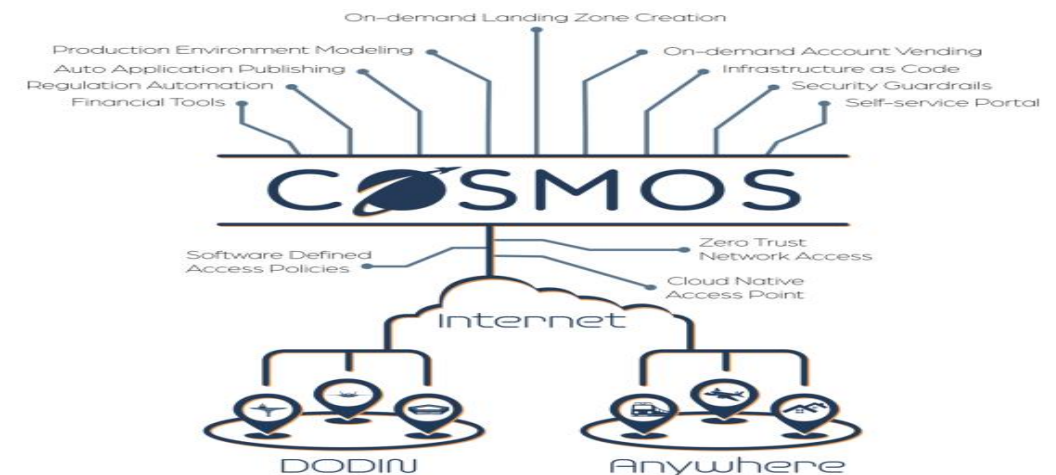 On-demand Landing Zone Creation
Production Environment Modeling
On-demand Account Vending
Auto Application Publishing
Infrastructure as Code
Regulation Automation
Security Guardrails
Financial Tools
Self-service Portal
COSMOS
Software Defined
Access Policies
Zero Trust
Network Access
Cloud Native
Access Point
Internet
DODIN
Anywhere